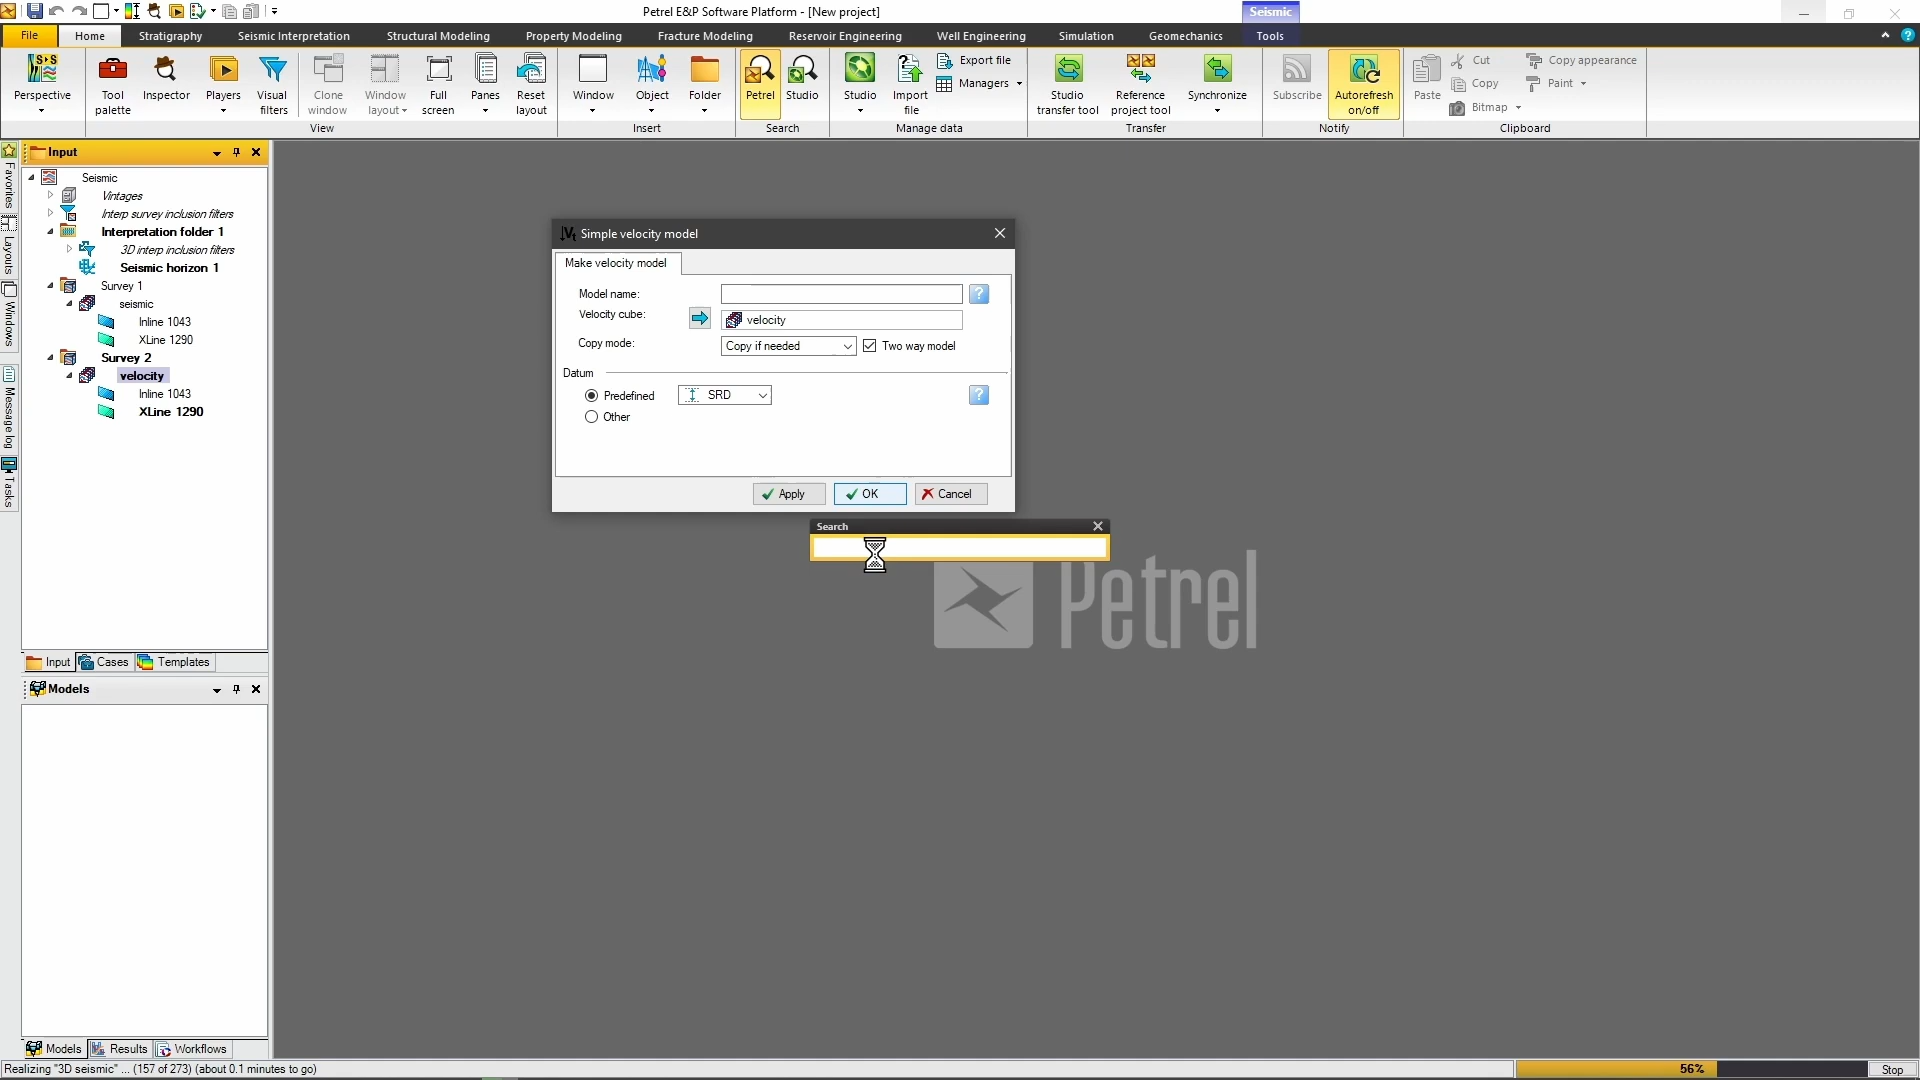 Petrel E&P Software Platform - [New project]
Seismic
File
Home
Stratigraphy
Seismic Interpretation
Structural Modeling
Property Modeling
Fracture Modeling
Reservoir Engineering
Well Engineering
Simulation
Geomechanics
Tools
Perspective
Tool palette
Inspector
Players
Visual filters
Clone window
Window layout
Full screen
Panes
Reset layout
View
Window
Object
Folder
Insert
Petrel
Studio
Search
Studio
Import file
Export file
Managers
Manage data
Studio transfer tool
Reference project tool
Synchronize
Transfer
Subscribe
Autorefresh on/off
Notify
Paste
Cut
Copy
Bitmap
Copy appearance
Paint
Clipboard
Favorites
Layouts
Windows
Message log
Tasks
Input
Seismic
Vintages
Interp survey inclusion filters
Interpretation folder 1
3D interp inclusion filters
Seismic horizon 1
Survey 1
seismic
Inline 1043
XLine 1290
Survey 2
velocity
Inline 1043
XLine 1290
Input
Cases
Templates
Models
Models
Results
Workflows
Simple velocity model
Make velocity model
Model name:
Velocity cube:
velocity
Copy mode:
Copy if needed
Two way model
Datum
Predefined
SRD
Other
Apply
OK
Cancel
Search
Petrel
Realizing "3D seismic" ... (157 of 273) (about 0.1 minutes to go)
56%
Stop